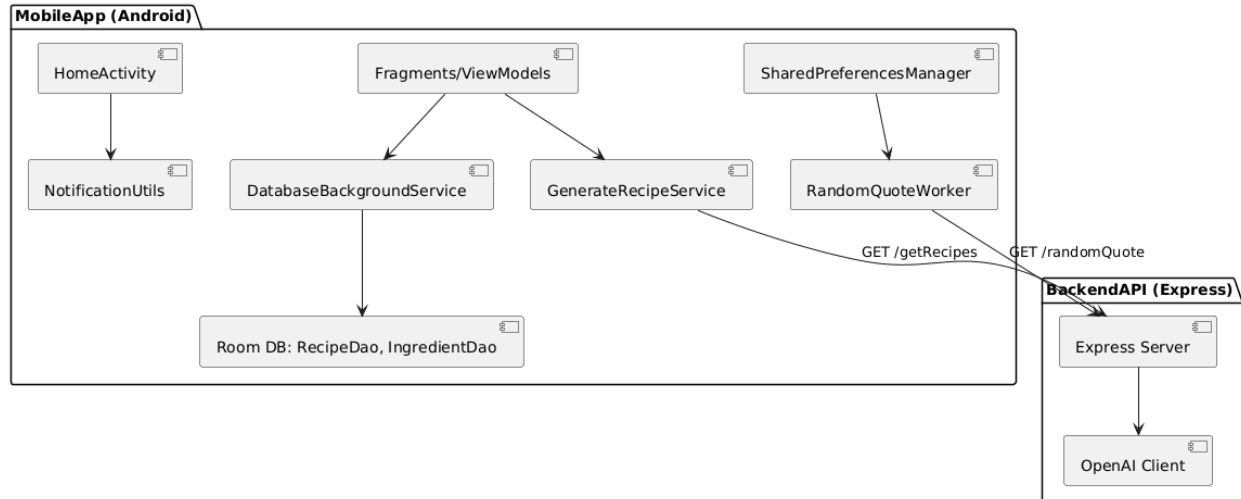 MobileApp (Android)
HomeActivity
Fragments/ViewModels
SharedPreferencesManager
NotificationUtils
DatabaseBackgroundService
GenerateRecipeService
RandomQuoteWorker
GET /getRecipes
GET /randomQuote
BackendAPI (Express)
Room DB: RecipeDao, IngredientDao
Express Server
OpenAI Client